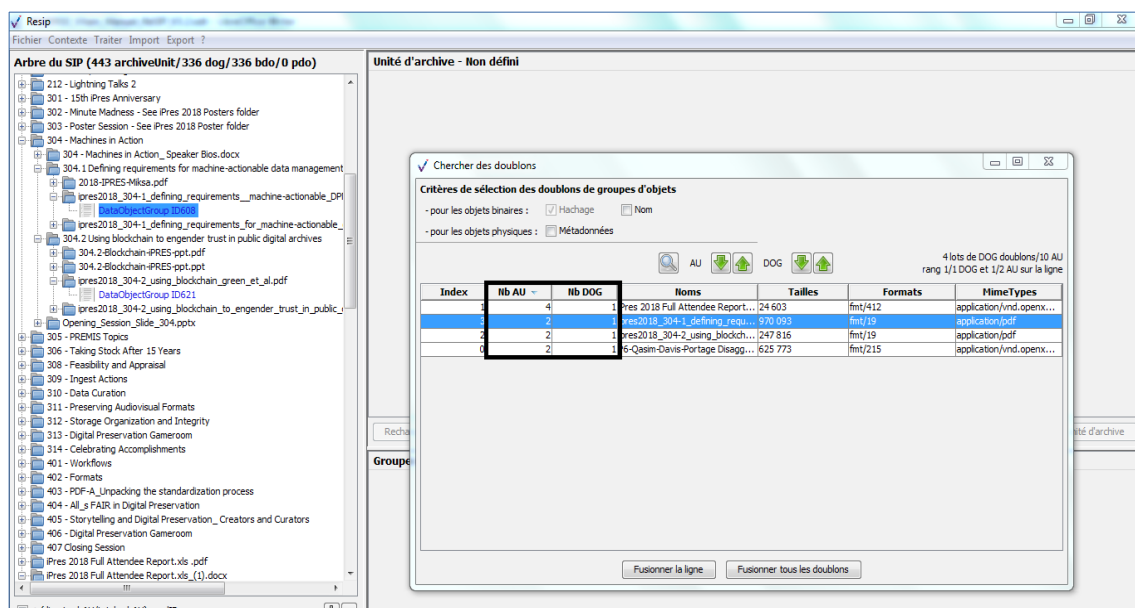 Resip
Fichier Contexte Traiter Import Export ?
Arbre du SIP (443 archiveUnit/336 dog/336 bdo/0 pdo)
212 - Lightning Talks 2
301 - 15th iPres Anniversary
302 - Minute Madness - See iPres 2018 Posters folder
303 - Poster Session - See iPres 2018 Poster folder
304 - Machines in Action
304 - Machines in Action_ Speaker Bios.docx
304.1 Defining requirements for machine-actionable data management
2018-IPRES-Miksa.pdf
ipres2018_304-1_defining_requirements__machine-actionable_DP
DataObjectGroup ID608
ipres2018_304-1_defining_requirements_for_machine-actionable_
304.2 Using blockchain to engender trust in public digital archives
304.2-Blockchain-iPRES-ppt.pdf
304.2-Blockchain-iPRES-ppt.ppt
ipres2018_304-2_using_blockchain_green_et_al.pdf
DataObjectGroup ID621
ipres2018_304-2_using_blockchain_to_engender_trust_in_public_
Opening_Session_Slide_304.pptx
305 - PREMIS Topics
306 - Taking Stock After 15 Years
308 - Feasibility and Appraisal
309 - Ingest Actions
310 - Data Curation
311 - Preserving Audiovisual Formats
312 - Storage Organization and Integrity
313 - Digital Preservation Gameroom
314 - Celebrating Accomplishments
401 - Workflows
402 - Formats
403 - PDF-A_Unpacking the standardization process
404 - All_s FAIR in Digital Preservation
405 - Storytelling and Digital Preservation_ Creators and Curators
406 - Digital Preservation Gameroom
407 Closing Session
iPres 2018 Full Attendee Report.xls .pdf
iPres 2018 Full Attendee Report.xls_(1).docx
Unité d'archive - Non défini
Recha
ité d'archive
Groupe
Chercher des doublons
Critères de sélection des doublons de groupes d'objets
- pour les objets binaires : Hachage Nom
- pour les objets physiques : Métadonnées
AU DOG
4 lots de DOG doublons/10 AU
rang 1/1 DOG et 1/2 AU sur la ligne
Index Nb AU Nb DOG Noms Tailles Formats MimeTypes
1 4 1 Pres 2018 Full Attendee Report... 24 603 fmt/412 application/vnd.openx...
3 2 1 pres2018_304-1_defining_requ... 970 093 fmt/19 application/pdf
2 2 1 pres2018_304-2_using_blockch... 247 816 fmt/19 application/pdf
0 2 1 6-Qasim-Davis-Portage Disagg... 625 773 fmt/215 application/vnd.openx...
Fusionner la ligne Fusionner tous les doublons